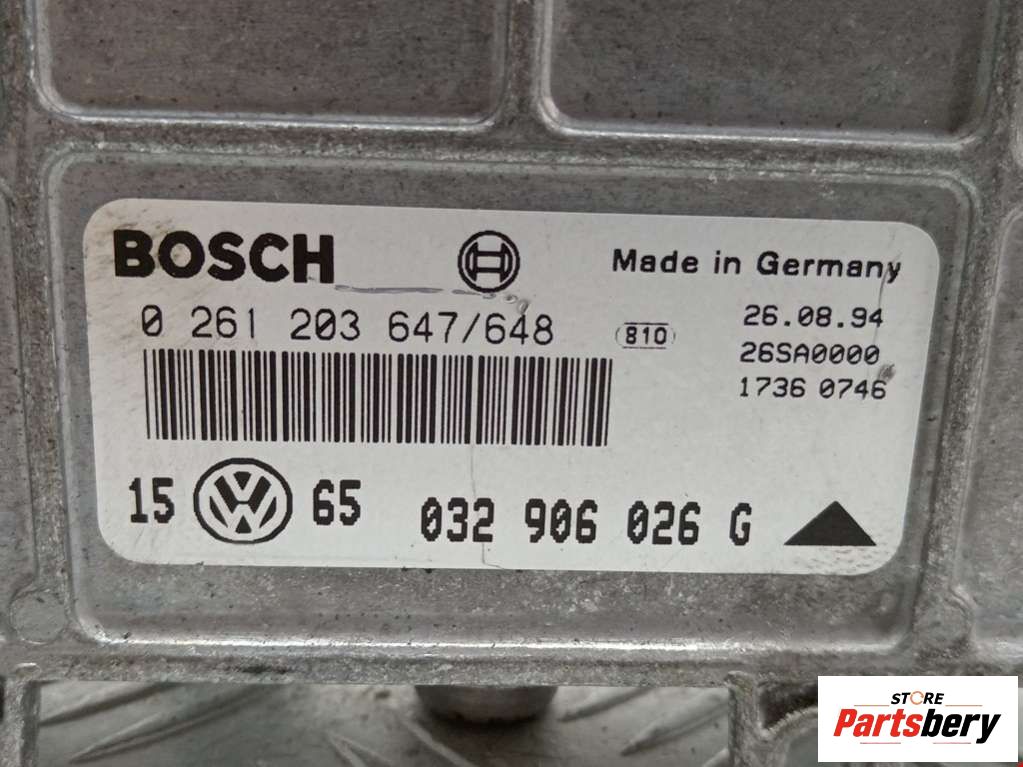 BOSCH Made in Germany
0 261 203 647/648 810 26.08.94
26SA0000
1736 0746
15 65 032 906 026 G
STORE
Partsbery